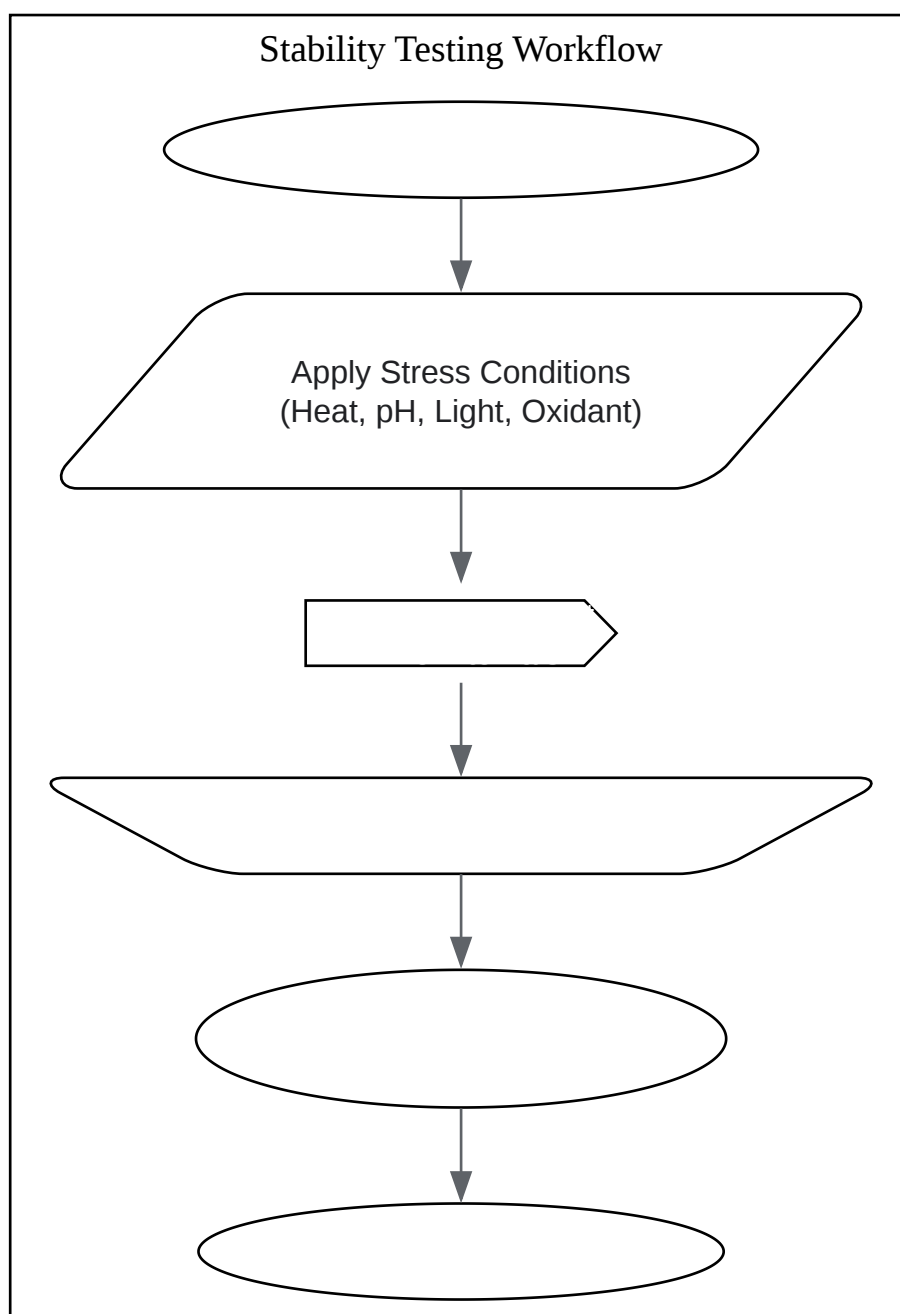 Stability Testing Workflow
Apply Stress Conditions
(Heat, pH, Light, Oxidant)